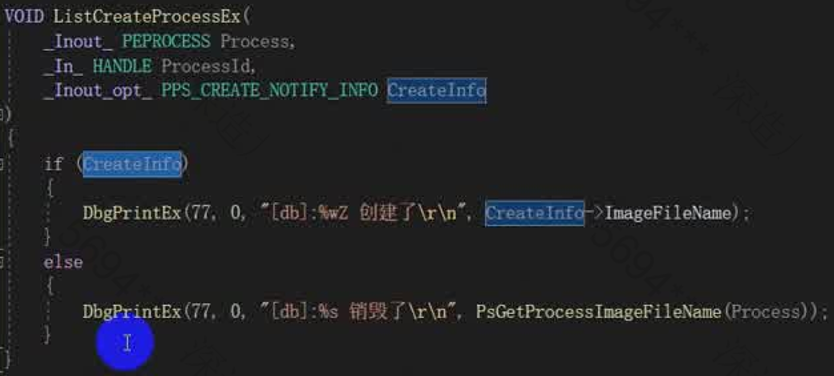 VOID ListCreateProcessEx(
_Inout_ PEPROCESS Process,
_In_ HANDLE ProcessId,
_Inout_opt_ PPS_CREATE_NOTIFY_INFO CreateInfo
)
{
if (CreateInfo)
{
DbgPrintEx(77, 0, "[db]:%wZ 创建了\r\n", CreateInfo->ImageFileName);
}
else
{
DbgPrintEx(77, 0, "[db]:%s 销毁了\r\n", PsGetProcessImageFileName(Process));
}
}